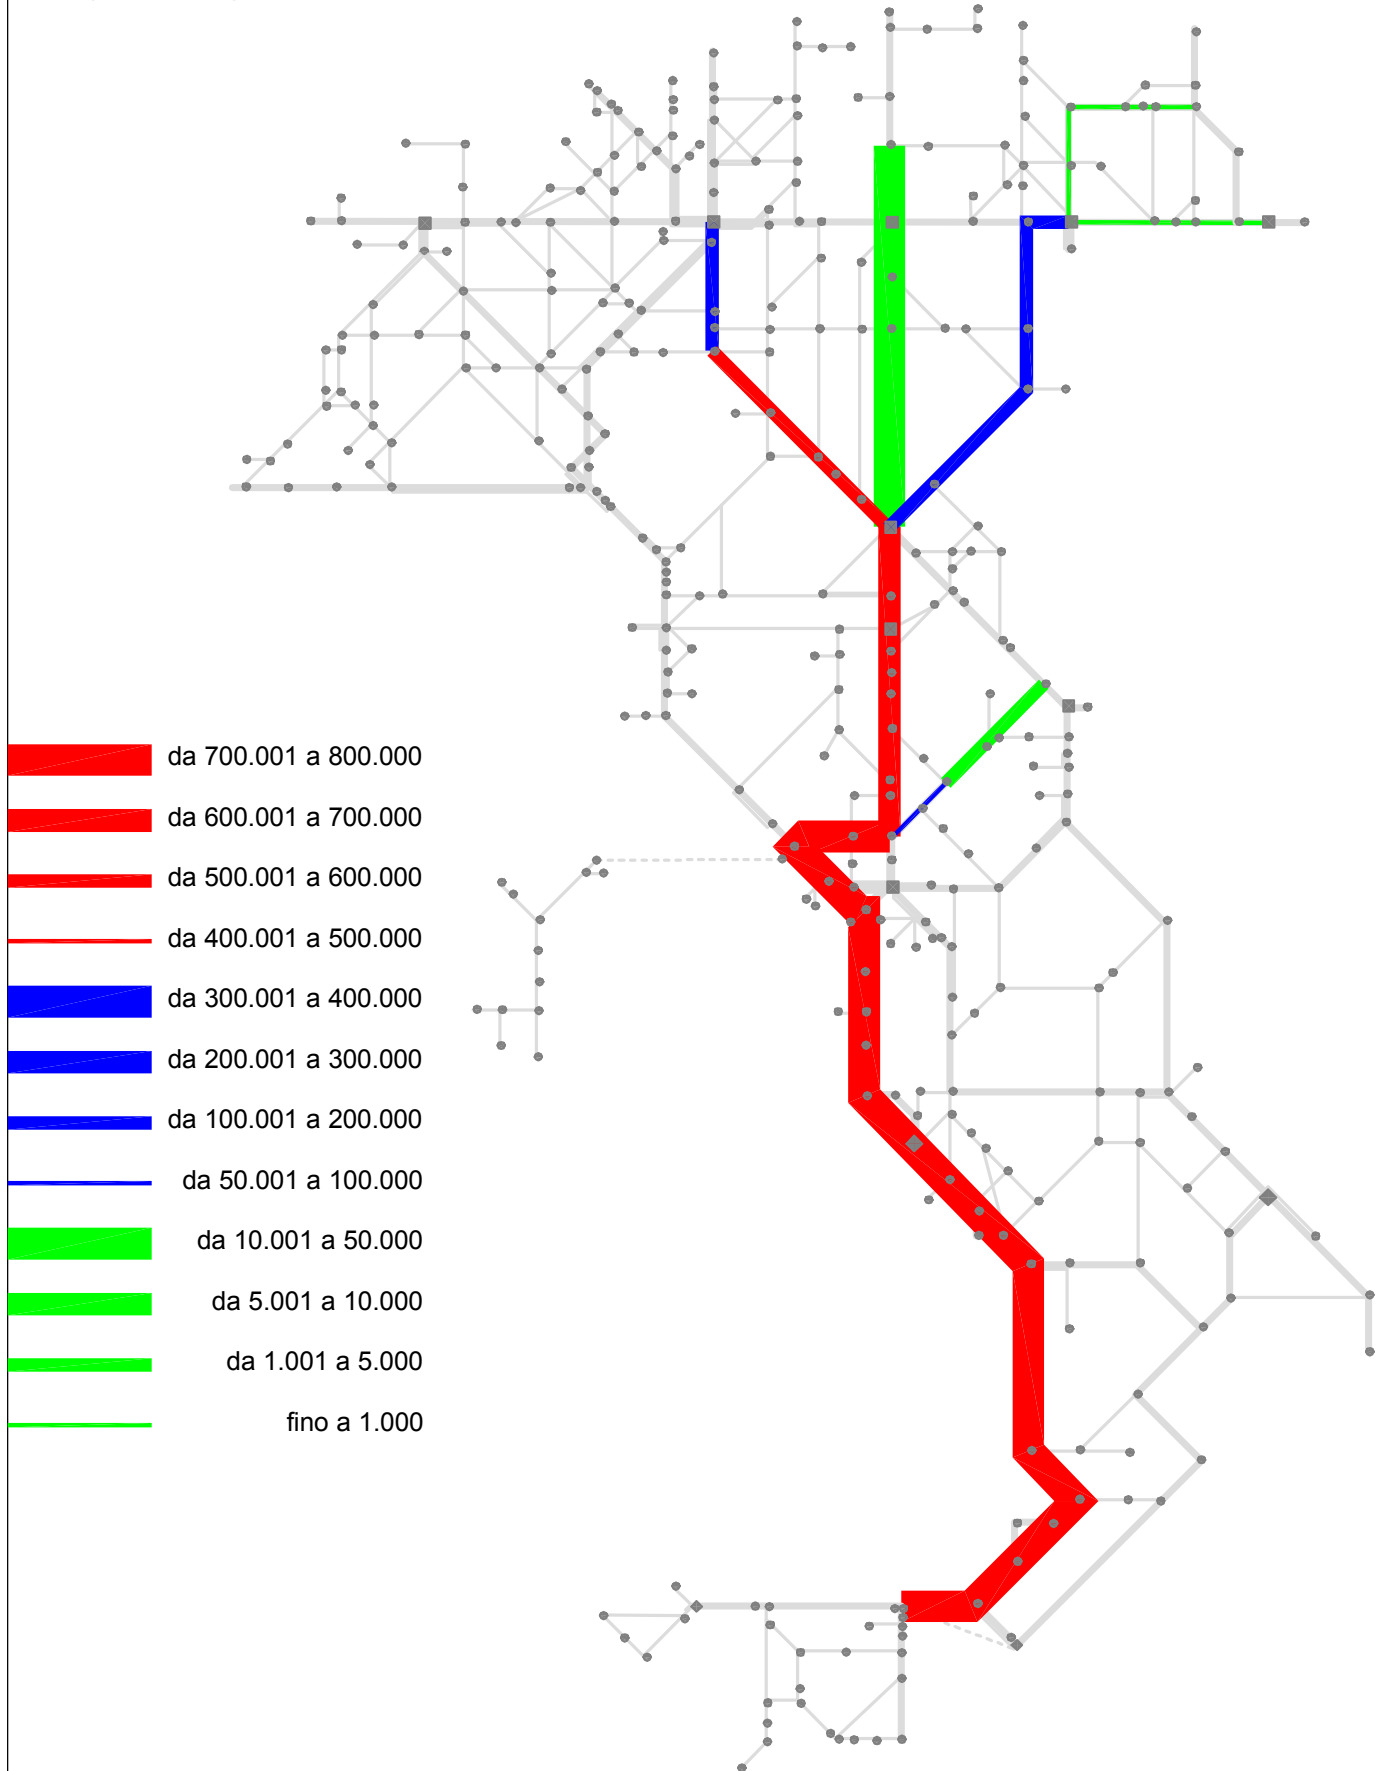 da 700.001 a 800.000
da 600.001 a 700.000
da 500.001 a 600.000
da 400.001 a 500.000
da 300.001 a 400.000
da 200.001 a 300.000
da 100.001 a 200.000
da 50.001 a 100.000
da 10.001 a 50.000
da 5.001 a 10.000
da 1.001 a 5.000
fino a 1.000